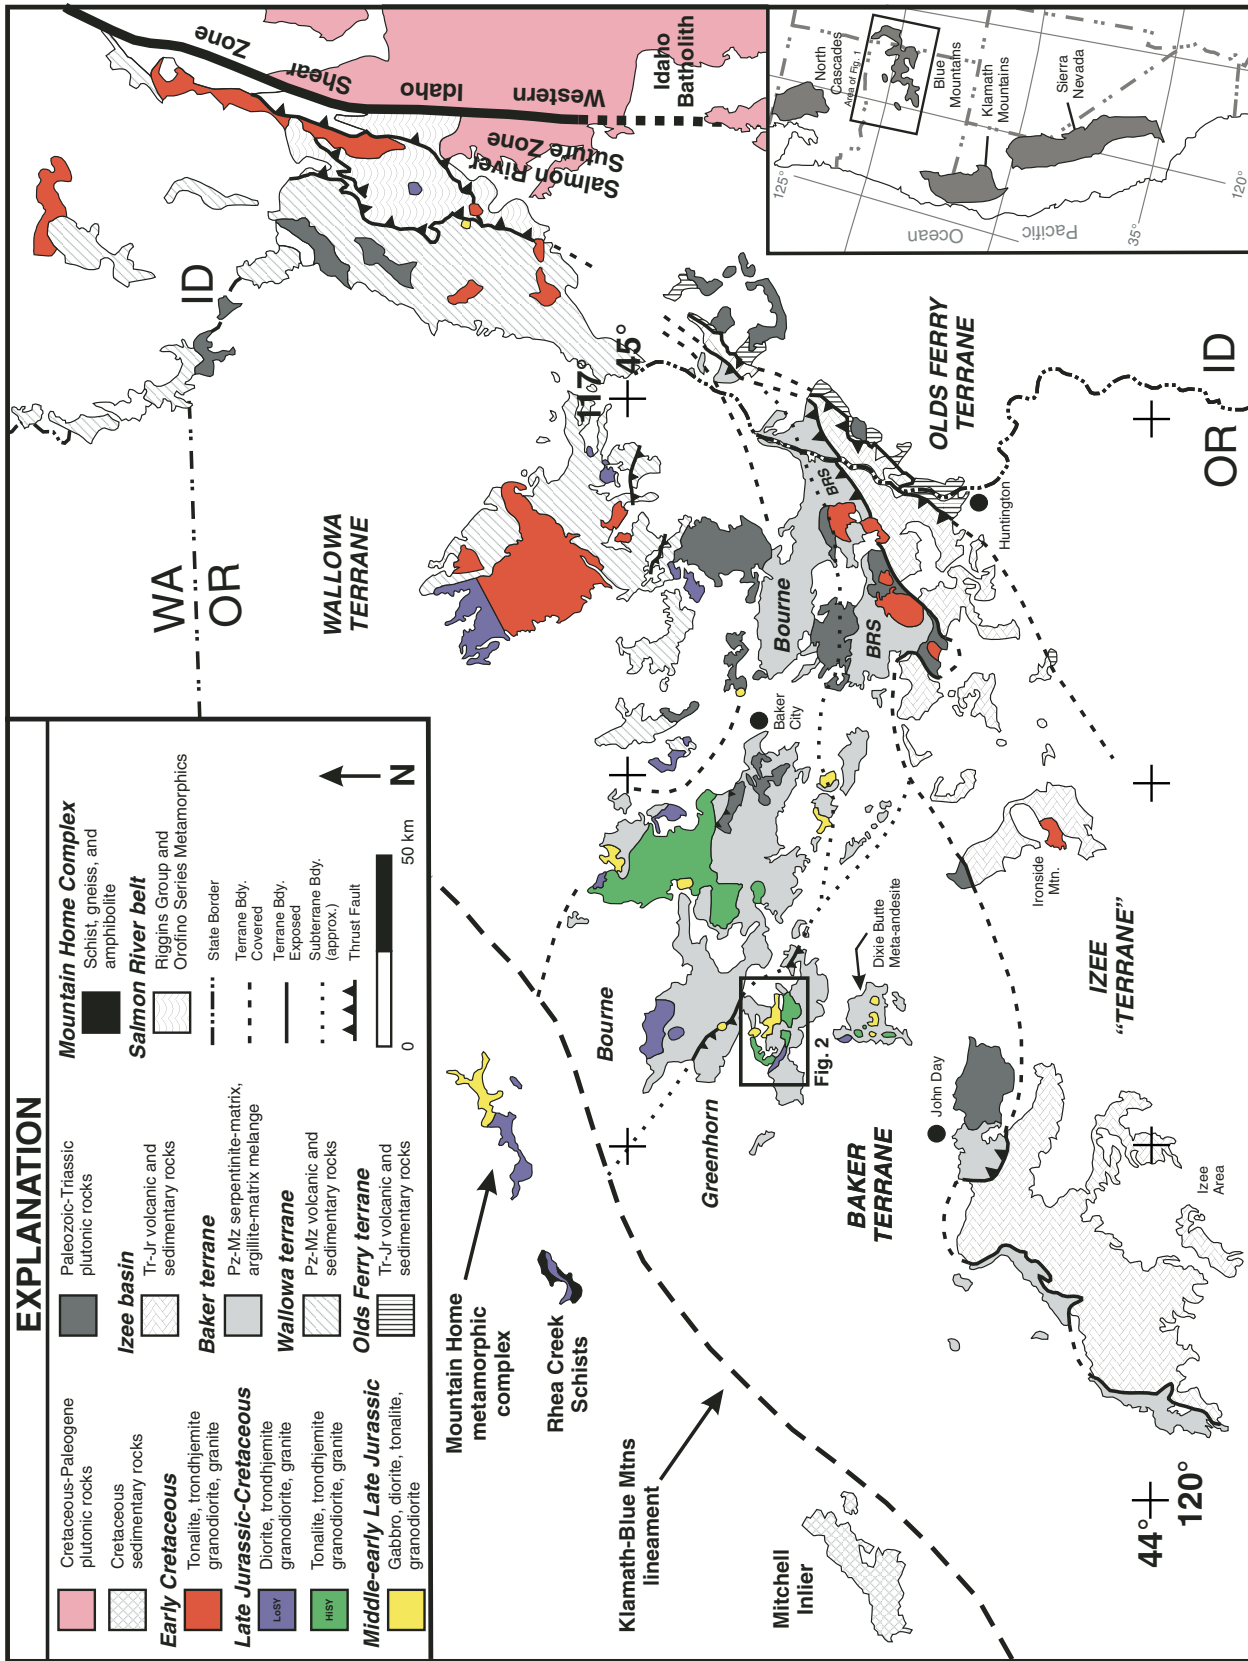 EXPLANATION
Cretaceous-Paleogene
plutonic rocks
Cretaceous
sedimentary rocks
Early Cretaceous
Tonalite, trondhjemite
granodiorite, granite
Late Jurassic-Cretaceous
LoSY
Diorite, trondhjemite
granodiorite, granite
HiSY
Tonalite, trondhjemite
granodiorite, granite
Middle-early Late Jurassic
Gabbro, diorite, tonalite,
granodiorite
Paleozoic-Triassic
plutonic rocks
Izee basin
Tr-Jr volcanic and
sedimentary rocks
Baker terrane
Pz-Mz serpentinite-matrix,
argillite-matrix melange
Wallowa terrane
Pz-Mz volcanic and
sedimentary rocks
Olds Ferry terrane
Tr-Jr volcanic and
sedimentary rocks
Mountain Home Complex
Schist, gneiss, and
amphibolite
Salmon River belt
Riggins Group and
Orofino Series Metamorphics
State Border
Terrane Bdy.
Covered
Terrane Bdy.
Exposed
Subterrane Bdy.
(approx.)
Thrust Fault
0
50 km
N
WA
OR
ID
WALLOWA
TERRANE
117°
45°
Western
Idaho
Shear
Zone
Salmon River
Suture Zone
Idaho
Batholith
Mountain Home
metamorphic
complex
Rhea Creek
Schists
Klamath-Blue Mtns
lineament
Mitchell
Inlier
Bourne
Greenhorn
Fig. 2
Baker
City
Bourne
BRS
BRS
Dixie Butte
Meta-andesite
BAKER
TERRANE
John Day
OLDS FERRY
TERRANE
Huntington
Ironside
Mtn.
IZEE
“TERRANE”
Izee
Area
44°
120°
OR
ID
125°
North
Cascades
Area of Fig. 1
Blue
Mountains
Klamath
Mountains
Sierra
Nevada
Pacific
Ocean
35°
120°